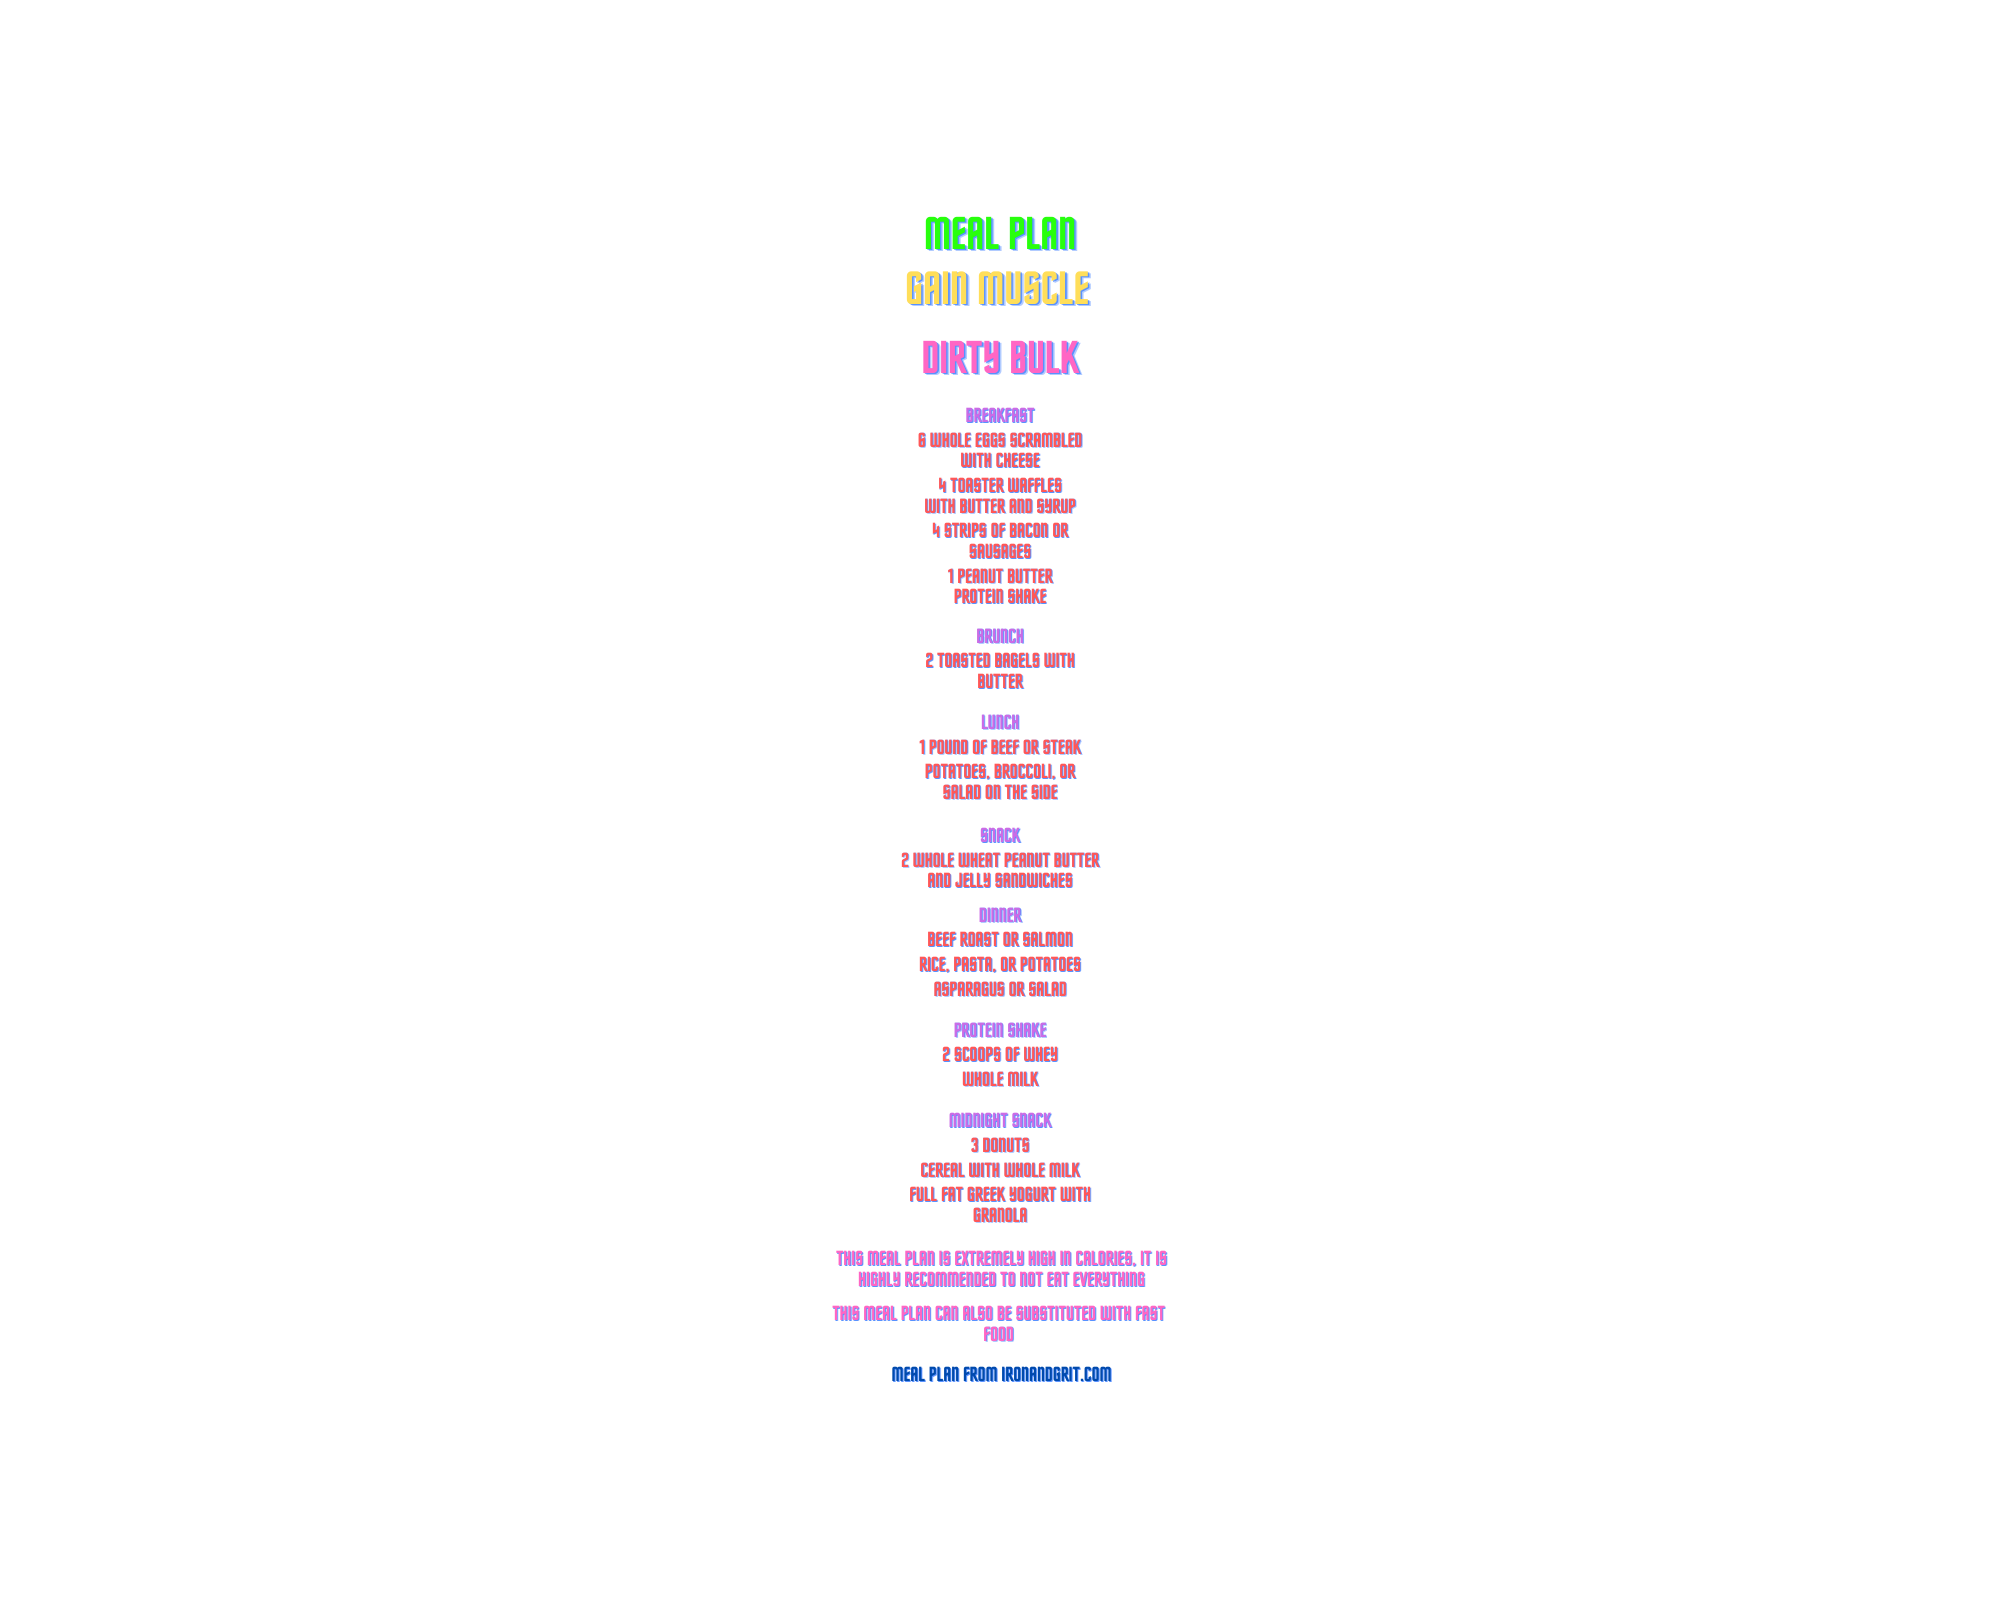 MEAL PLAN
GAIN MUSCLE
DIRTY BULK
BREAKFAST
6 WHOLE EGGS SCRAMBLED
WITH CHEESE
4 TOASTER WAFFLES
WITH BUTTER AND SYRUP
4 STRIPS OF BACON OR
SAUSAGES
1 PEANUT BUTTER
PROTEIN SHAKE
BRUNCH
2 TOASTED BAGELS WITH
BUTTER
LUNCH
1 POUND OF BEEF OR STEAK
POTATOES, BROCCOLI, OR
SALAD ON THE SIDE
SNACK
2 WHOLE WHEAT PEANUT BUTTER
AND JELLY SANDWICHES
DINNER
BEEF ROAST OR SALMON
RICE, PASTA, OR POTATOES
ASPARAGUS OR SALAD
PROTEIN SHAKE
2 SCOOPS OF WHEY
WHOLE MILK
MIDNIGHT SNACK
3 DONUTS
CEREAL WITH WHOLE MILK
FULL FAT GREEK YOGURT WITH
GRANOLA
THIS MEAL PLAN IS EXTREMELY HIGH IN CALORIES, IT IS
HIGHLY RECOMMENDED TO NOT EAT EVERYTHING
THIS MEAL PLAN CAN ALSO BE SUBSTITUTED WITH FAST
FOOD
MEAL PLAN FROM IRONANDGRIT.COM